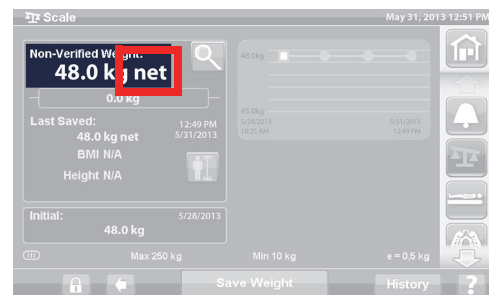 Scale
May 31, 2013 12:51 PM
Non-Verified Weight:
48.0 kg net
0.0 kg
Last Saved:
12:49 PM
48.0 kg net
5/31/2013
BMI N/A
Height N/A
Initial:
5/28/2013
48.0 kg
48.0kg
45.0kg
5/28/2013
10:25 AM
5/31/2013
12:49 PM
Max 250 kg
Min 10 kg
e = 0,5 kg
Save Weight
History
?